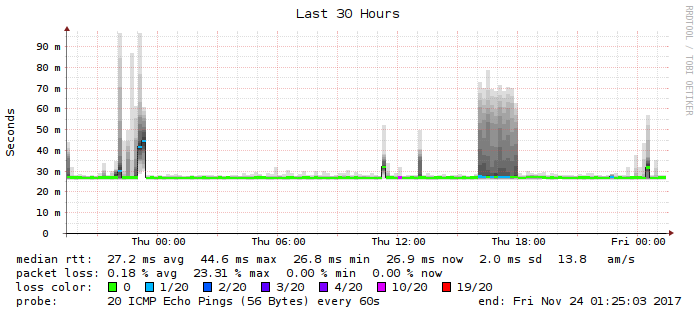 Last 30 Hours
RRDTOOL / TOBI OETIKER
Seconds
90 m
80 m
70 m
60 m
50 m
40 m
30 m
20 m
10 m
0
Thu 00:00 Thu 06:00 Thu 12:00 Thu 18:00 Fri 00:00
median rtt: 27.2 ms avg 44.6 ms max 26.8 ms min 26.9 ms now 2.0 ms sd 13.8 am/s
packet loss: 0.18 % avg 23.31 % max 0.00 % min 0.00 % now
loss color: 0 1/20 2/20 3/20 4/20 10/20 19/20
probe: 20 ICMP Echo Pings (56 Bytes) every 60s end: Fri Nov 24 01:25:03 2017